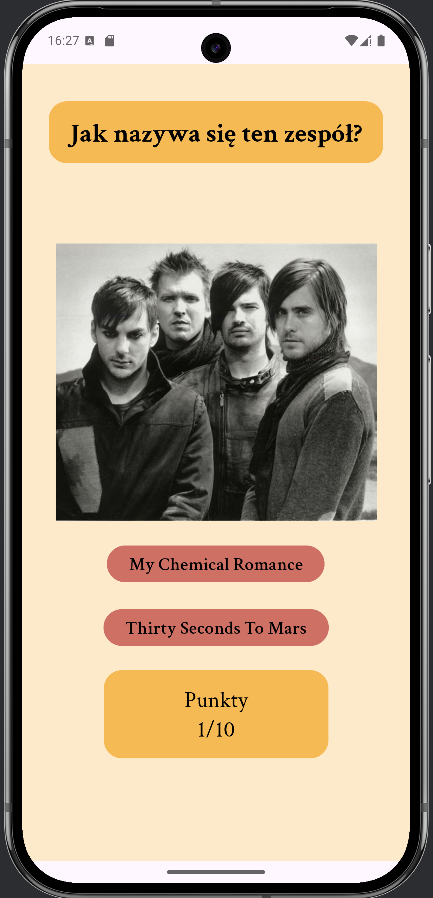 16:27
Jak nazywa się ten zespół?
My Chemical Romance
Thirty Seconds To Mars
Punkty
1/10